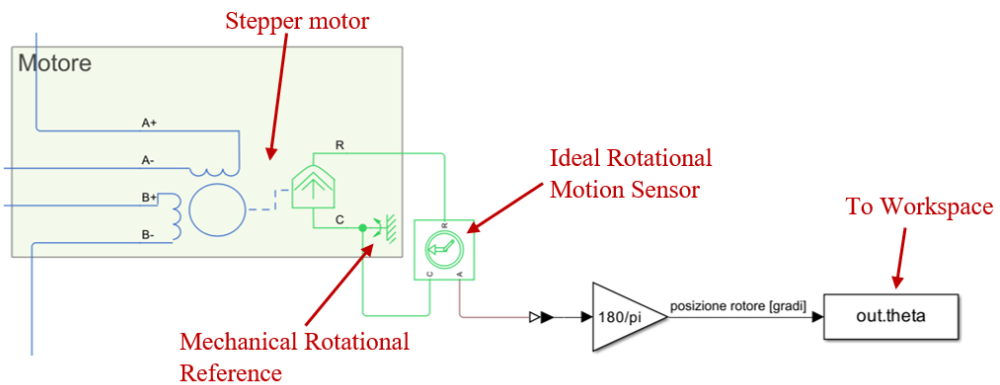 Stepper motor
Motore
A+
A-
B+
B-
R
C
Ideal Rotational
Motion Sensor
R
C
A
To Workspace
180/pi
posizione rotore [gradi]
out.theta
Mechanical Rotational
Reference